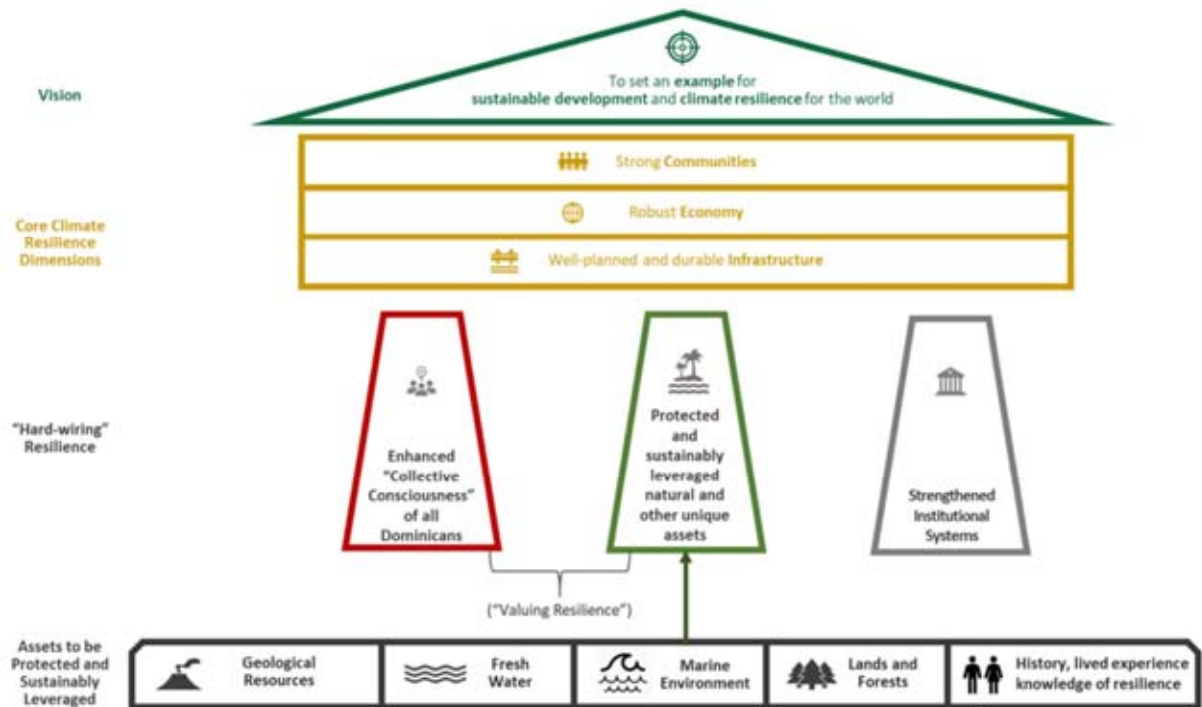 Vision
To set an example for
sustainable development and climate resilience for the world
Core Climate
Resilience
Dimensions
Strong Communities
Robust Economy
Well-planned and durable Infrastructure
"Hard-wiring"
Resilience
Enhanced
"Collective
Consciousness"
of all
Dominicans
Protected
and
sustainably
leveraged
natural and
other unique
assets
Strengthened
Institutional
Systems
("Valuing Resilience")
Assets to be
Protected and
Sustainably
Leveraged
Geological
Resources
Fresh
Water
Marine
Environment
Lands and
Forests
History, lived experience
knowledge of resilience